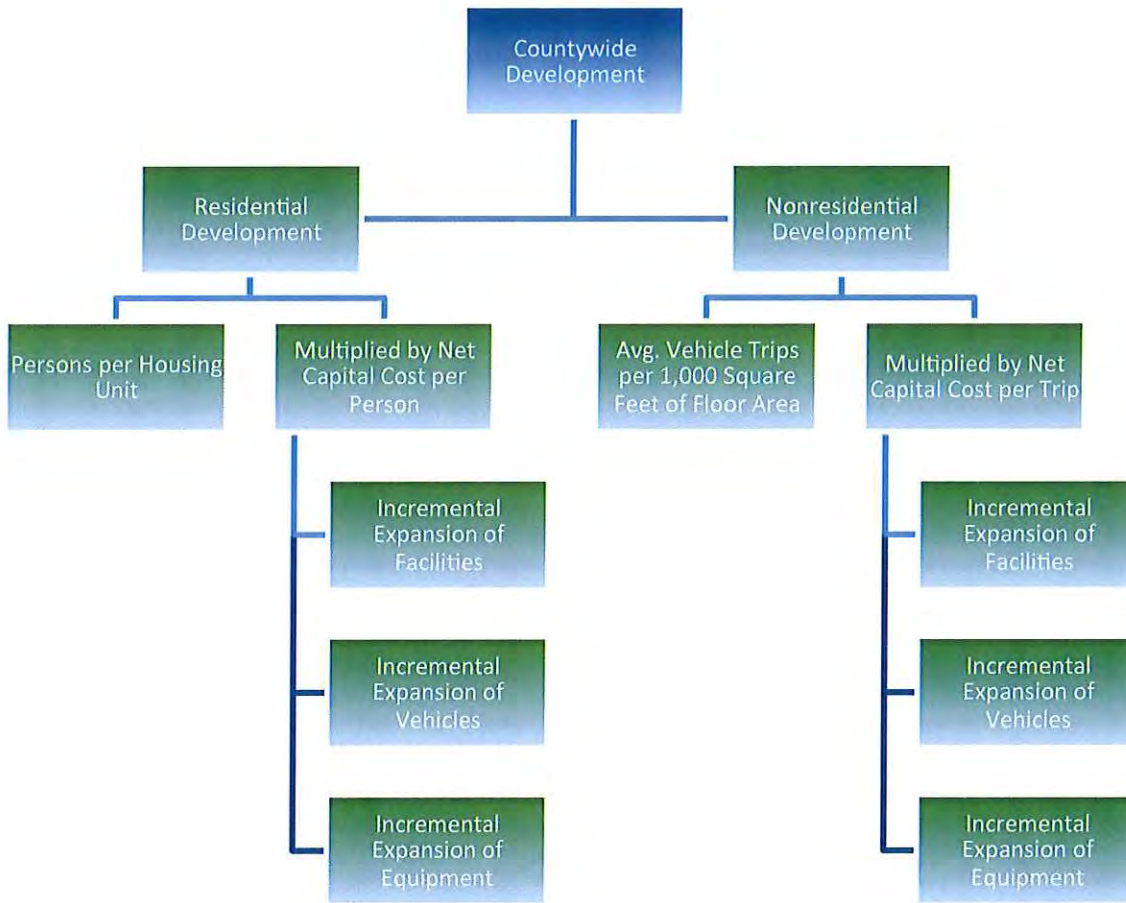 Countywide
Development
Residential
Development
Nonresidential
Development
Persons per Housing
Unit
Multiplied by Net
Capital Cost per
Person
Avg. Vehicle Trips
per 1,000 Square
Feet of Floor Area
Multiplied by Net
Capital Cost per Trip
Incremental
Expansion of
Facilities
Incremental
Expansion of
Facilities
Incremental
Expansion of
Vehicles
Incremental
Expansion of
Vehicles
Incremental
Expansion of
Equipment
Incremental
Expansion of
Equipment